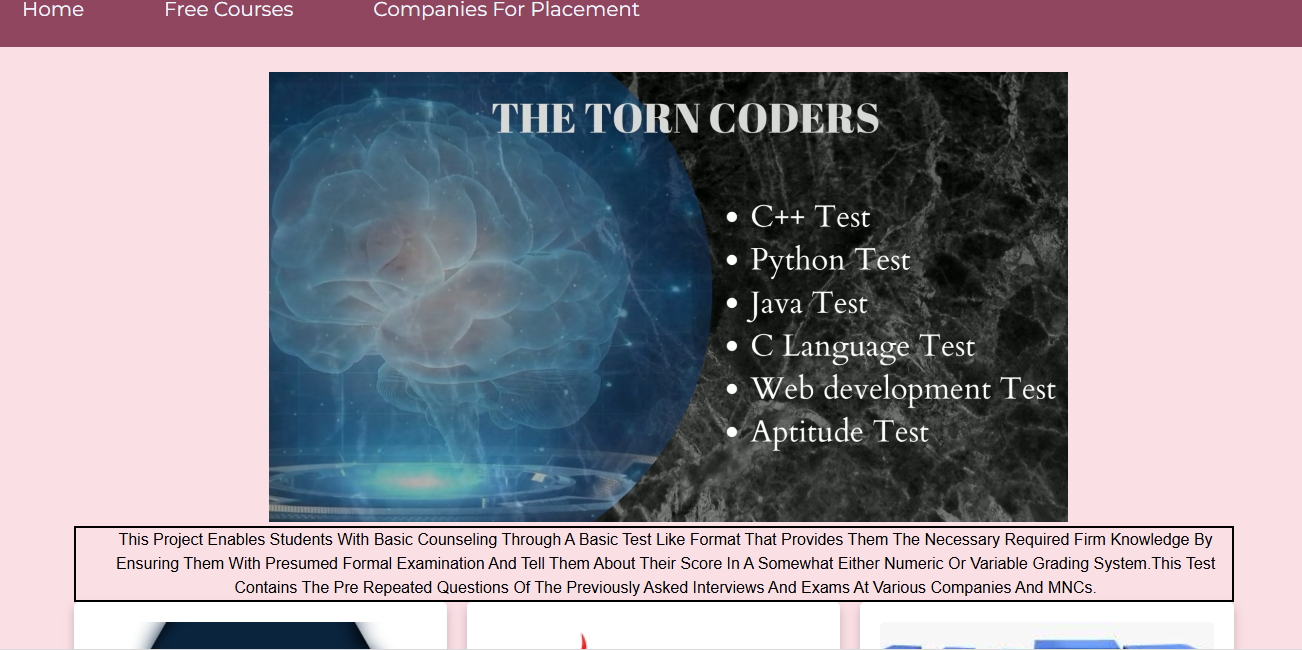 Home Free Courses Companies For Placement
THE TORN CODERS
• C++ Test
• Python Test
• Java Test
• C Language Test
• Web development Test
• Aptitude Test
This Project Enables Students With Basic Counseling Through A Basic Test Like Format That Provides Them The Necessary Required Firm Knowledge By
Ensuring Them With Presumed Formal Examination And Tell Them About Their Score In A Somewhat Either Numeric Or Variable Grading System.This Test
Contains The Pre Repeated Questions Of The Previously Asked Interviews And Exams At Various Companies And MNCs.